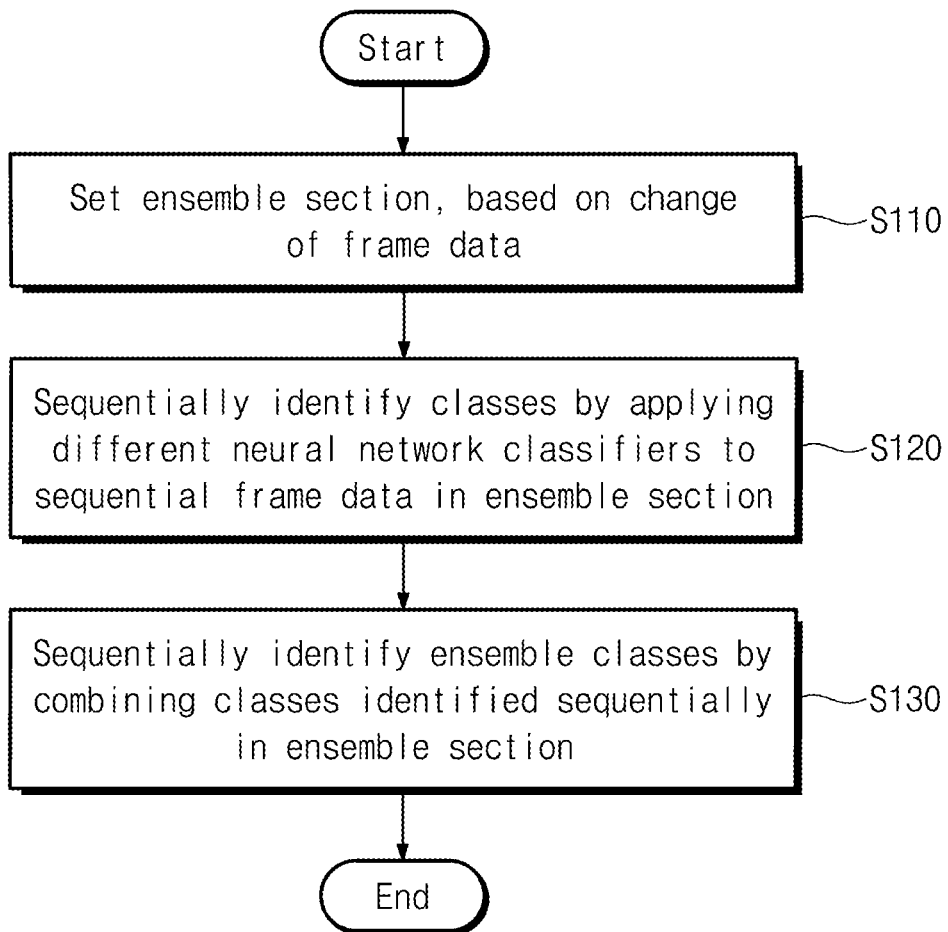 Start
Set ensemble section, based on change
of frame data
S110
Sequentially identify classes by applying
different neural network classifiers to
sequential frame data in ensemble section
S120
Sequentially identify ensemble classes by
combining classes identified sequentially
in ensemble section
S130
End